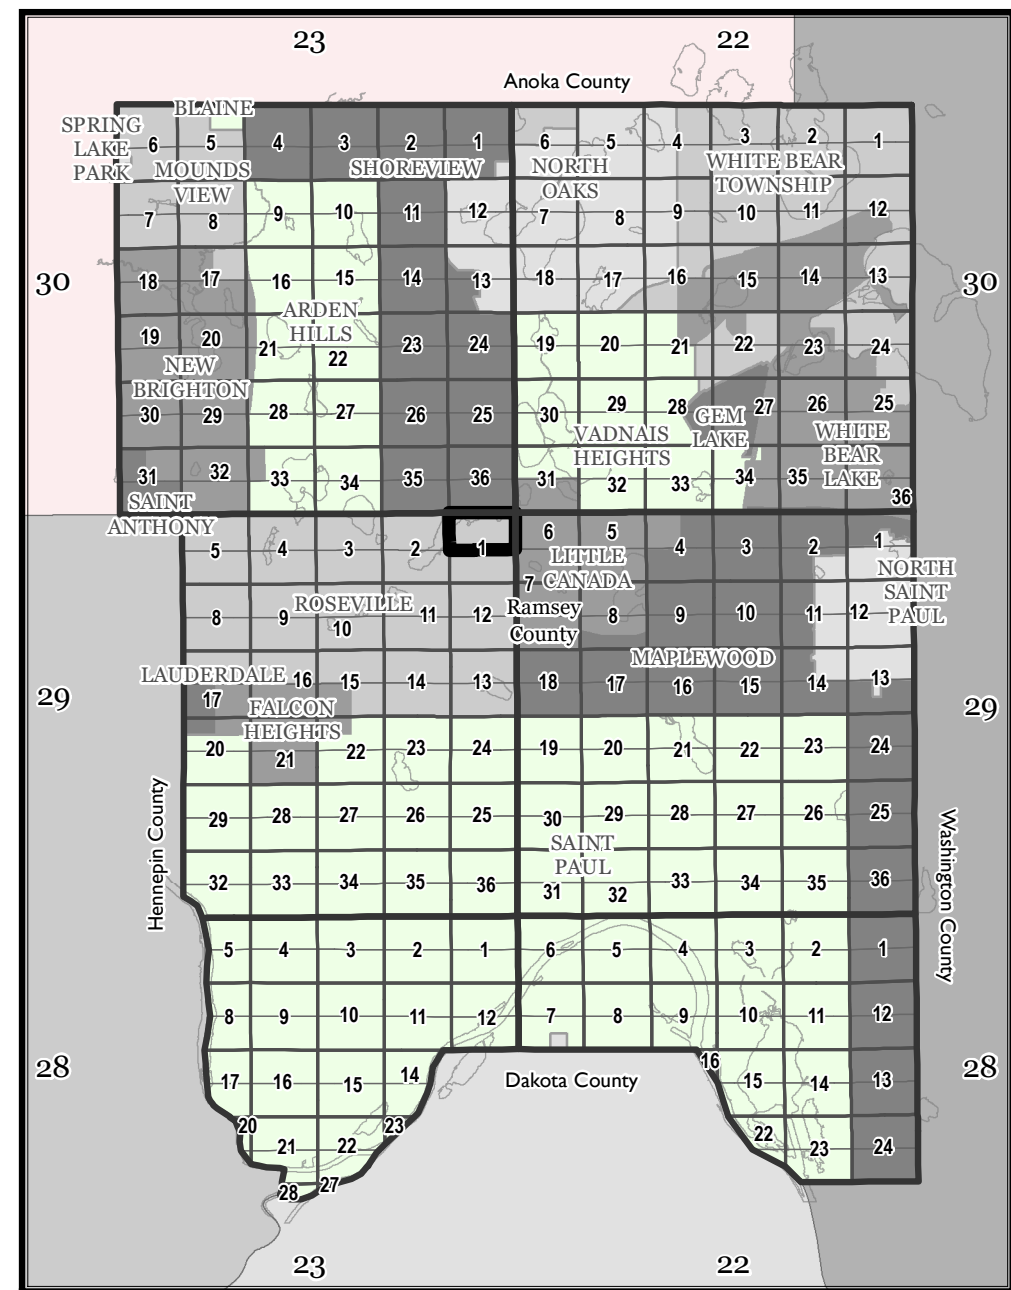 23 22
Anoka County
BLAINE
SPRING
LAKE
PARK
6 5 4 3 2 1 6 5 4 3 2 1
MOUNDS
VIEW
SHOREVIEW
NORTH
OAKS
WHITE BEAR
TOWNSHIP
7 8 9 10 11 12 7 8 9 10 11 12
30 18 17 16 15 14 13 18 17 16 15 14 13 30
ARDEN
HILLS
19 20 21 22 23 24 19 20 21 22 23 24
NEW
BRIGHTON
30 29 28 27 26 25 30 29 28 27 26 25
GEM
LAKE
VADNAIS
HEIGHTS
WHITE
BEAR
LAKE
31 32 33 34 35 36 31 32 33 34 35 36
SAINT
ANTHONY
5 4 3 2 1 6 5 4 3 2 1
LITTLE
CANADA
NORTH
SAINT
PAUL
8 9 10 11 12 7 8 9 10 11 12
ROSEVILLE
Ramsey
County
MAPLEWOOD
LAUDERDALE
29 17 16 15 14 13 18 17 16 15 14 13 29
FALCON
HEIGHTS
20 21 22 23 24 19 20 21 22 23 24
29 28 27 26 25 30 29 28 27 26 25
Hennepin County
Washington County
SAINT
PAUL
32 33 34 35 36 31 32 33 34 35 36
5 4 3 2 1 6 5 4 3 2 1
8 9 10 11 12 7 8 9 10 11 12
28 17 16 15 14 16 15 14 13 28
Dakota County
20 21 22 23 22 23 24
28 27
23 22